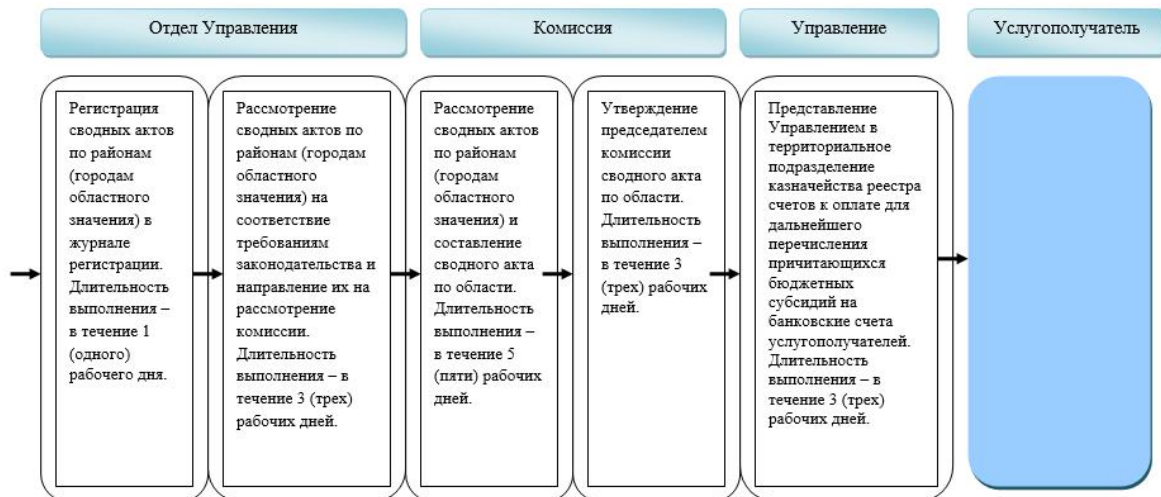 Отдел Управления
Комиссия
Управление
Услугополучатель
Регистрация
сводных актов
по районам
(городам
областного
значения) в
журнале
регистрации.
Длительность
выполнения –
в течение 1
(одного)
рабочего дня.
Рассмотрение
сводных актов по
районам (городам
областного
значения) на
соответствие
требованиям
законодательства и
направление их на
рассмотрение
комиссии.
Длительность
выполнения – в
течение 3 (трех)
рабочих дней.
Рассмотрение
сводных актов
по районам
(городам
областного
значения) и
составление
сводного акта
по области.
Длительность
выполнения –
в течение 5
(пяти) рабочих
дней.
Утверждение
председателем
комиссии
сводного акта
по области.
Длительность
выполнения –
в течение 3
(трех) рабочих
дней.
Представление
Управлением в
территориальное
подразделение
казначейства реестра
счетов к оплате для
дальнейшего
перечисления
причитающихся
бюджетных
субсидий на
банковские счета
услугополучателей.
Длительность
выполнения – в
течение 3 (трех)
рабочих дней.